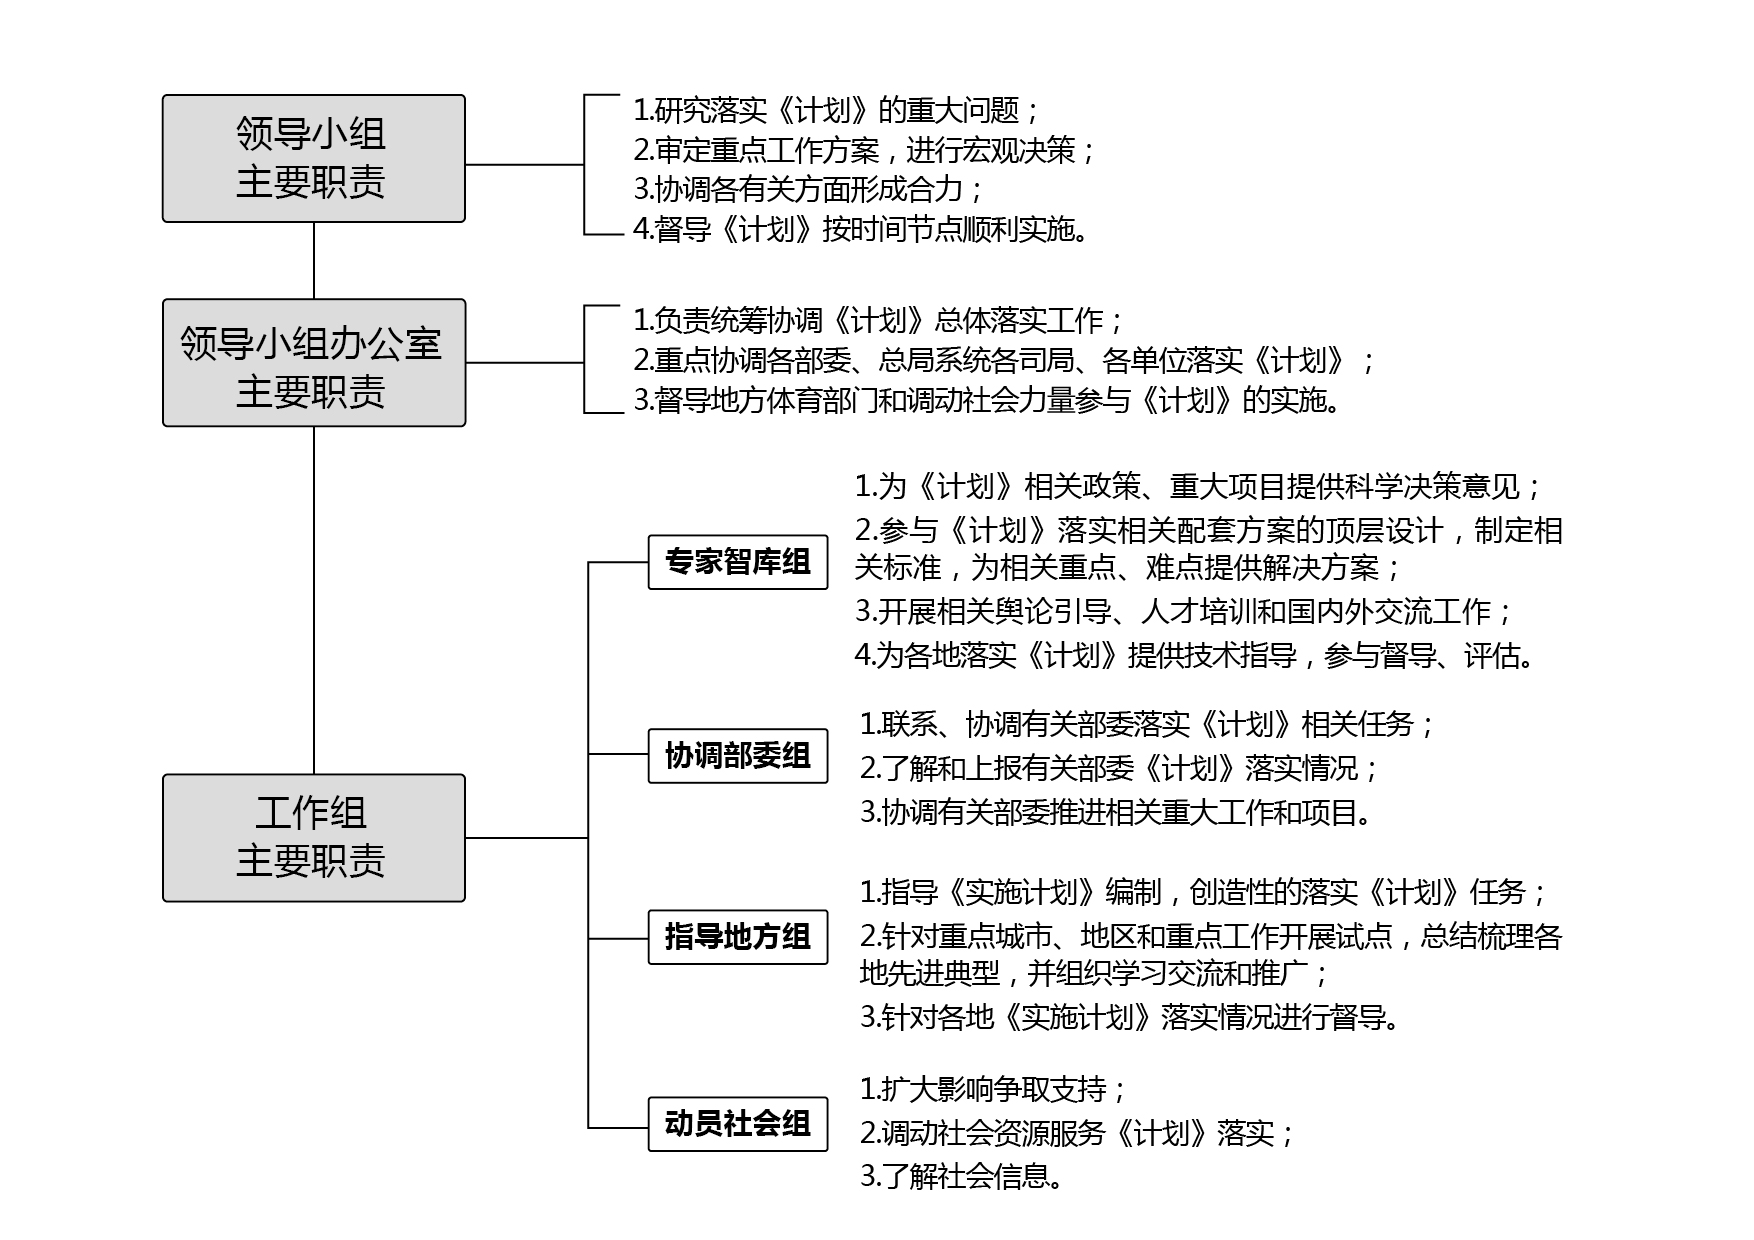 领导小组
主要职责
1.研究落实《计划》的重大问题；
2.审定重点工作方案，进行宏观决策；
3.协调各有关方面形成合力；
4.督导《计划》按时间节点顺利实施。
领导小组办公室
主要职责
1.负责统筹协调《计划》总体落实工作；
2.重点协调各部委、总局系统各司局、各单位落实《计划》；
3.督导地方体育部门和调动社会力量参与《计划》的实施。
工作组
主要职责
专家智库组
1.为《计划》相关政策、重大项目提供科学决策意见；
2.参与《计划》落实相关配套方案的顶层设计，制定相
关标准，为相关重点、难点提供解决方案；
3.开展相关舆论引导、人才培训和国内外交流工作；
4.为各地落实《计划》提供技术指导，参与督导、评估。
协调部委组
1.联系、协调有关部委落实《计划》相关任务；
2.了解和上报有关部委《计划》落实情况；
3.协调有关部委推进相关重大工作和项目。
指导地方组
1.指导《实施计划》编制，创造性的落实《计划》任务；
2.针对重点城市、地区和重点工作开展试点，总结梳理各
地先进典型，并组织学习交流和推广；
3.针对各地《实施计划》落实情况进行督导。
动员社会组
1.扩大影响争取支持；
2.调动社会资源服务《计划》落实；
3.了解社会信息。